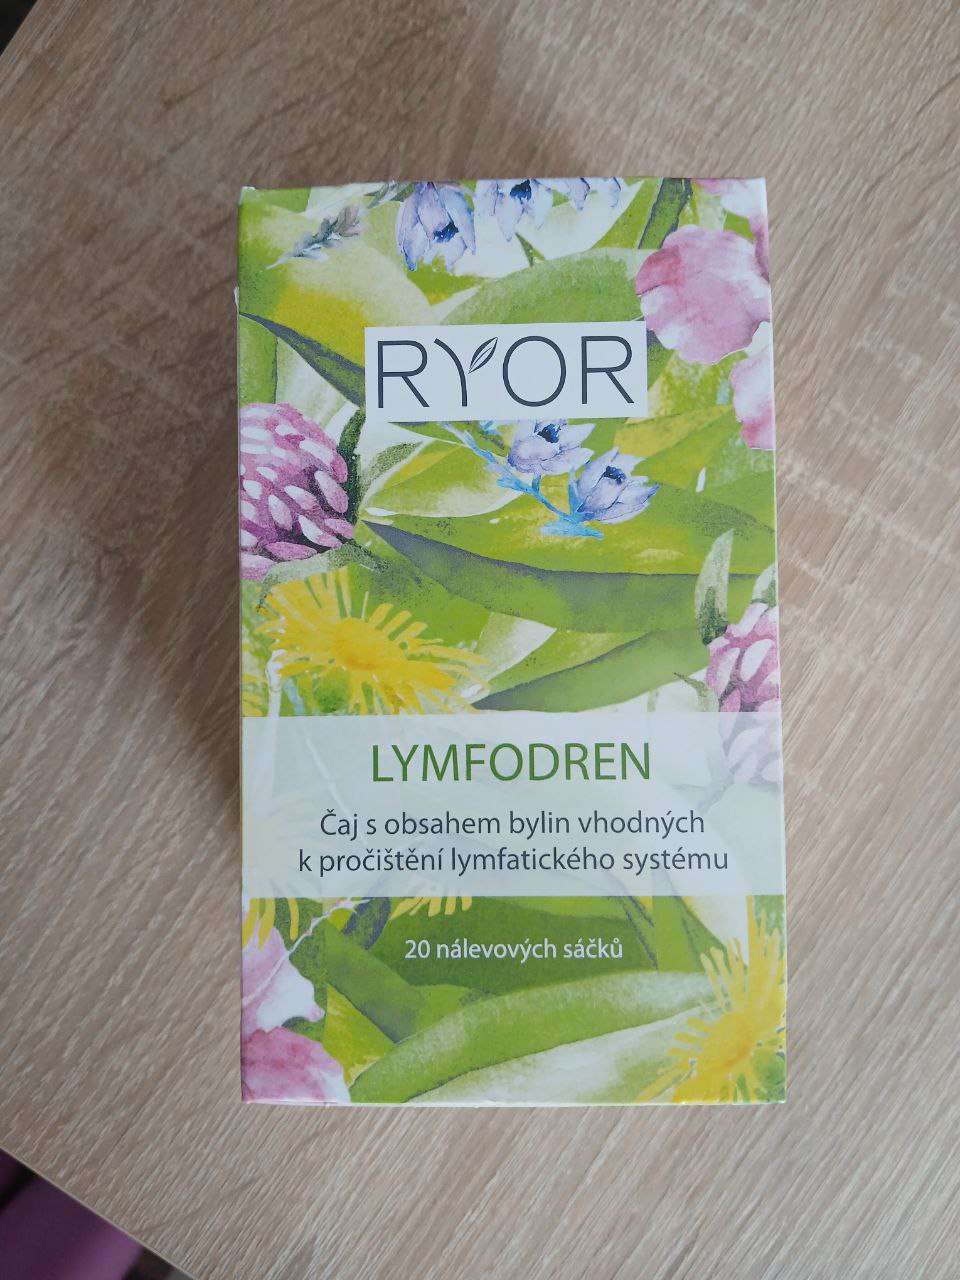 RYOR
LYMFODREN
Čaj s obsahem bylin vhodných
k pročištění lymfatického systému
20 nálevových sáčků